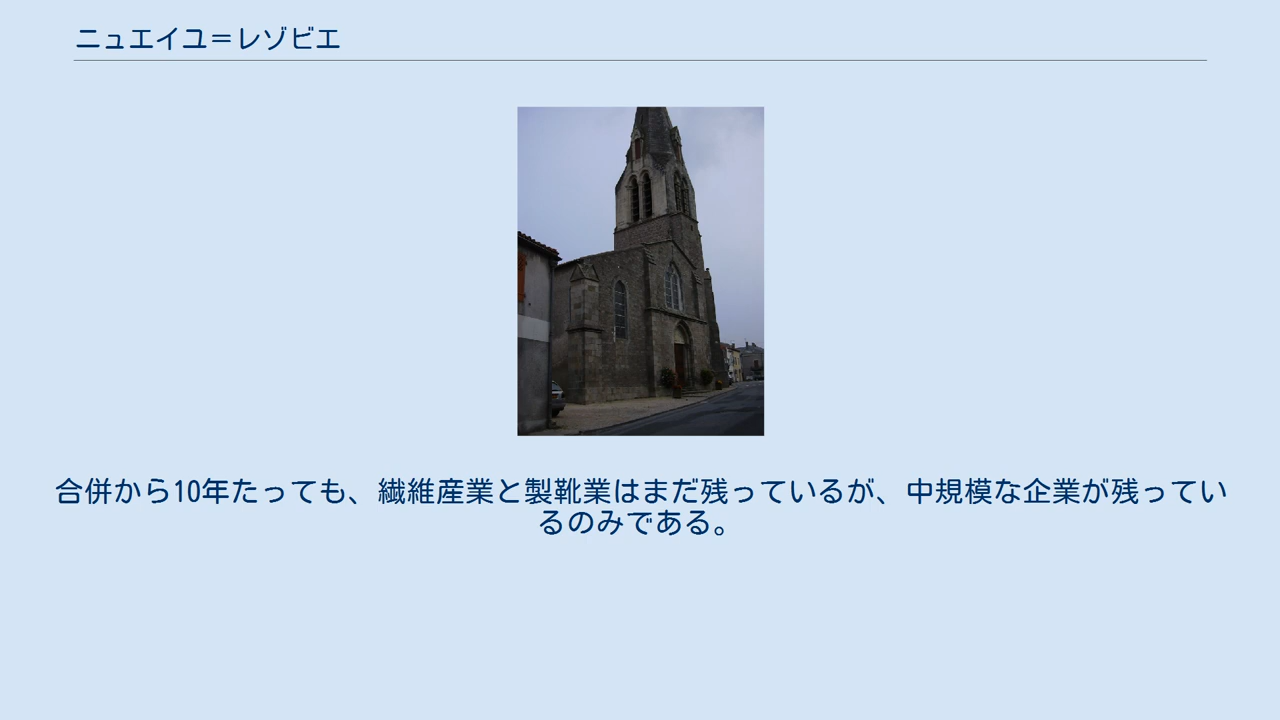 ニュエイユ＝レゾビエ
合併から10年たっても、繊維産業と製靴業はまだ残っているが、中規模な企業が残ってい
るのみである。